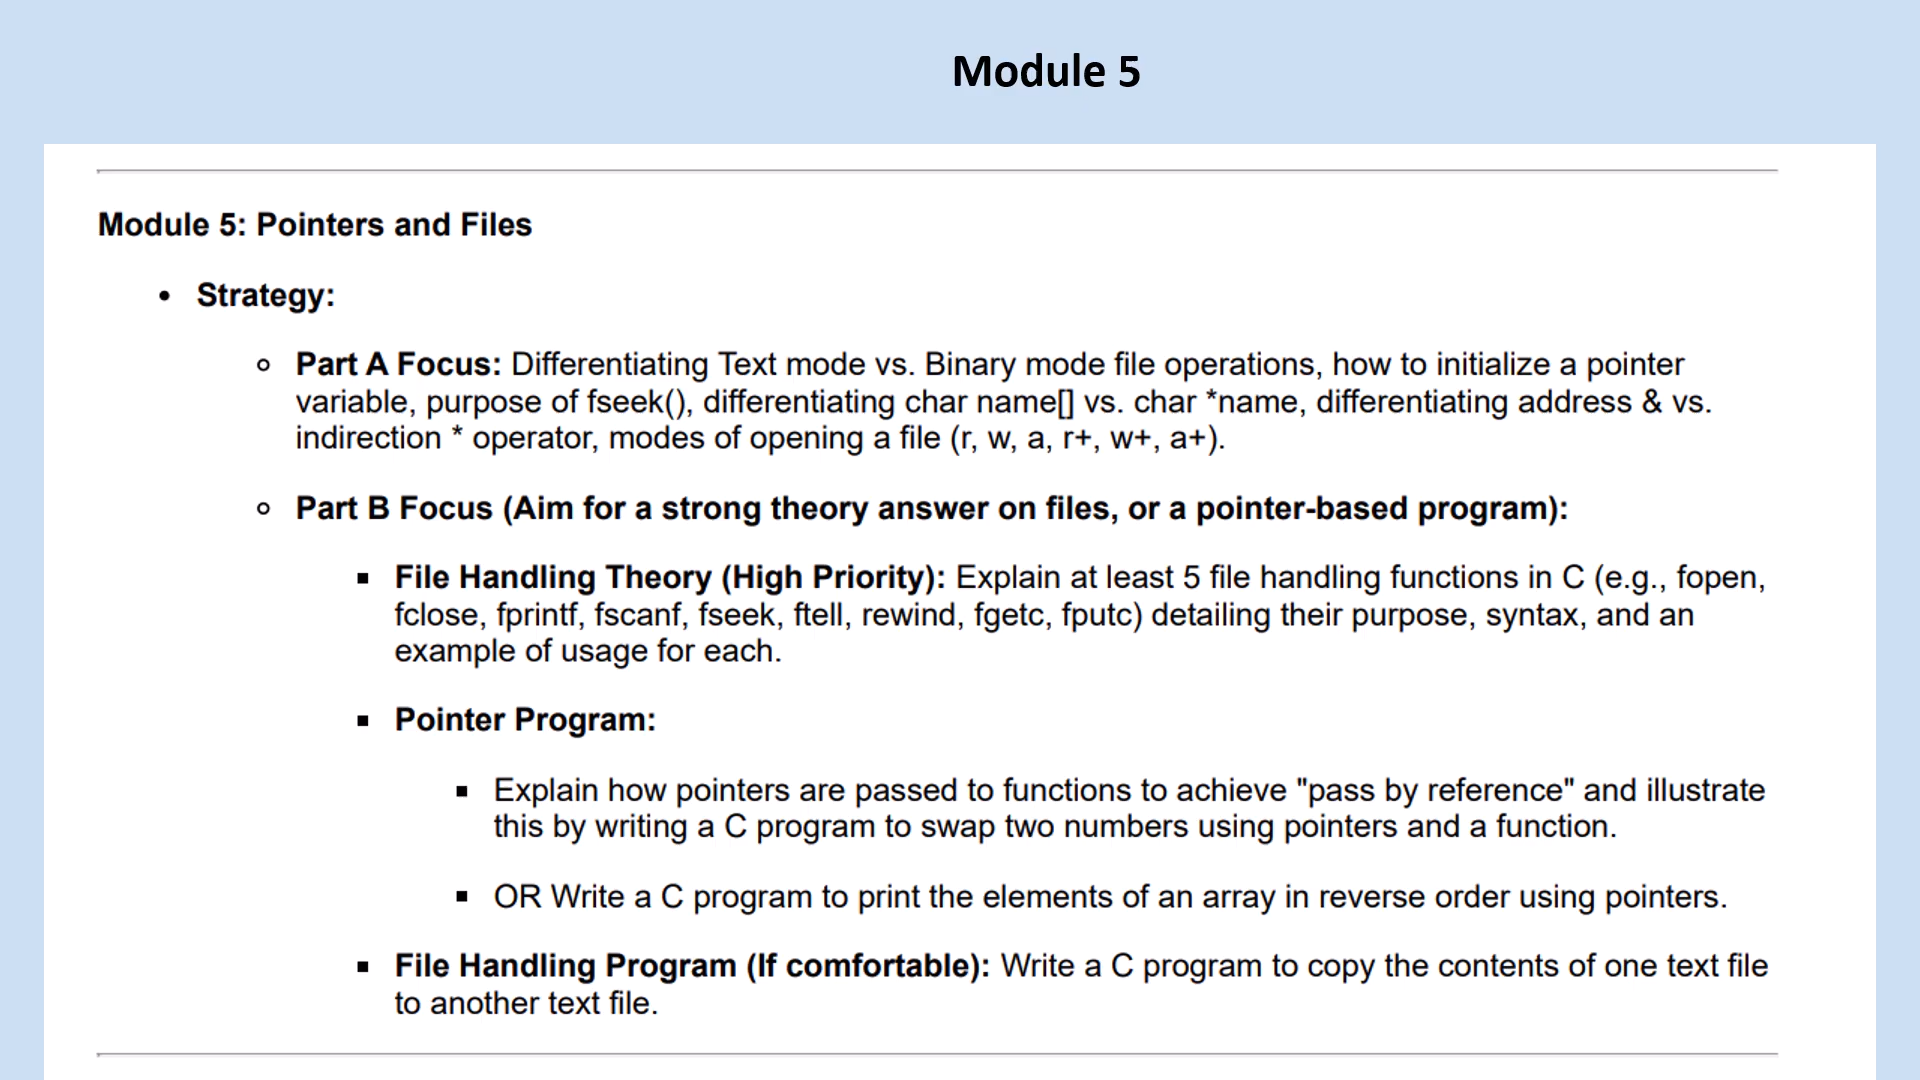 Module 5
Module 5: Pointers and Files
• Strategy:
o Part A Focus: Differentiating Text mode vs. Binary mode file operations, how to initialize a pointer
variable, purpose of fseek(), differentiating char name[] vs. char *name, differentiating address & vs.
indirection * operator, modes of opening a file (r, w, a, r+, w+, a+).
o Part B Focus (Aim for a strong theory answer on files, or a pointer-based program):
▪ File Handling Theory (High Priority): Explain at least 5 file handling functions in C (e.g., fopen,
fclose, fprintf, fscanf, fseek, ftell, rewind, fgetc, fputc) detailing their purpose, syntax, and an
example of usage for each.
▪ Pointer Program:
▪ Explain how pointers are passed to functions to achieve "pass by reference" and illustrate
this by writing a C program to swap two numbers using pointers and a function.
▪ OR Write a C program to print the elements of an array in reverse order using pointers.
▪ File Handling Program (If comfortable): Write a C program to copy the contents of one text file
to another text file.